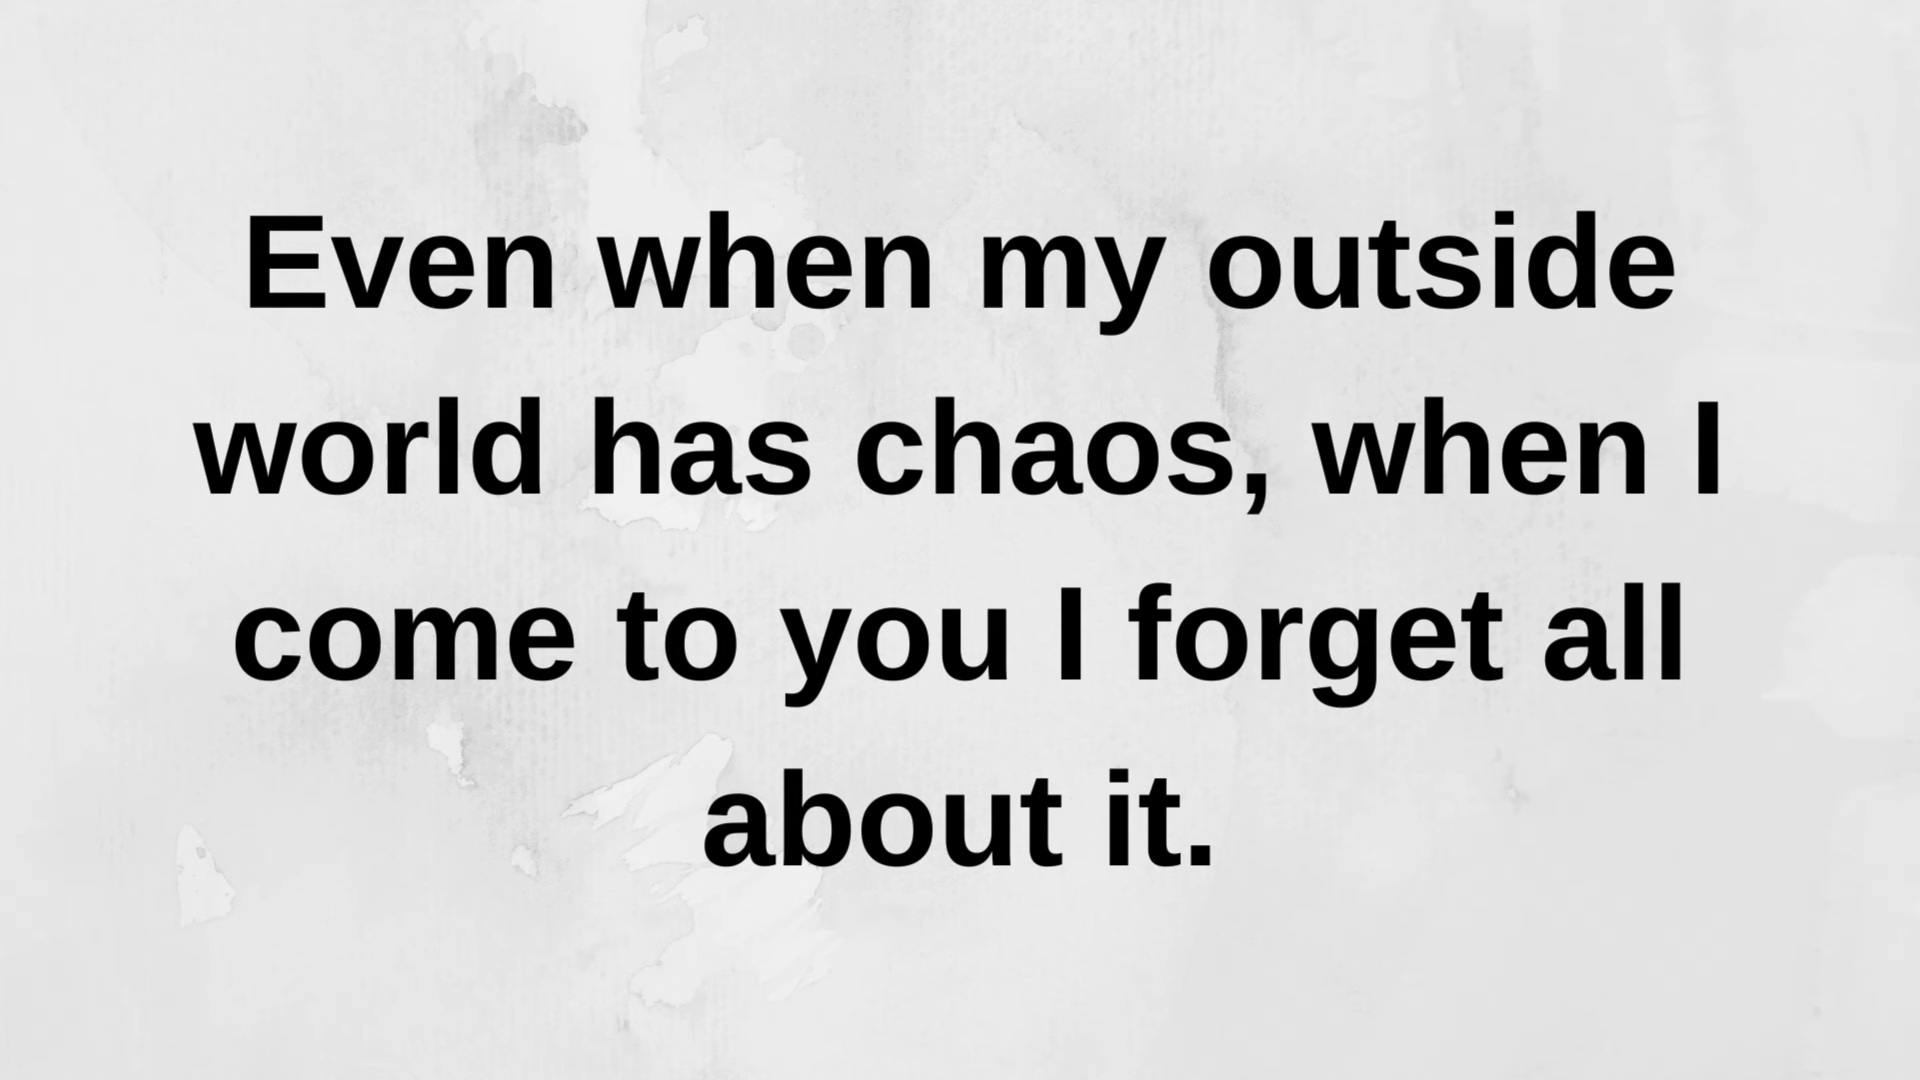 Even when my outside
world has chaos, when I
come to you I forget all
about it.